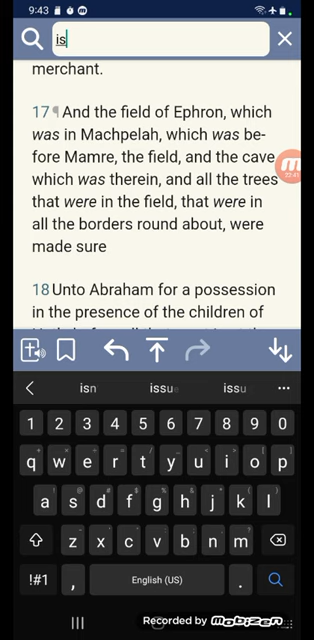 9:43
is
merchant.
17 ¶ And the field of Ephron, which
was in Machpelah, which was be-
fore Mamre, the field, and the cave
which was therein, and all the trees
that were in the field, that were in
all the borders round about, were
made sure
18 Unto Abraham for a possession
in the presence of the children of
isn issue issu
1 2 3 4 5 6 7 8 9 0
q w e r t y u i o p
a s d f g h j k l
z x c v b n m
!#1 , English (US) .
Recorded by mobizen